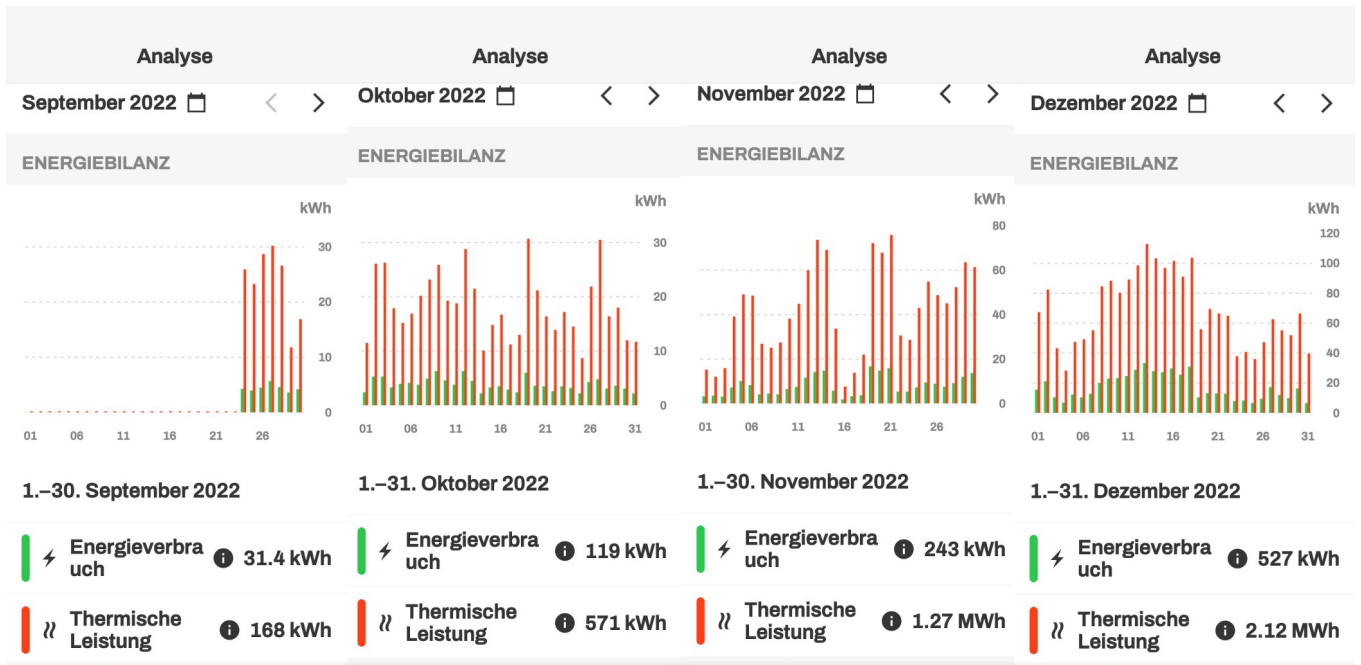 Analyse
September 2022
ENERGIEBILANZ
kWh
30
20
10
0
01 06 11 16 21 26
1.–30. September 2022
Energieverbra
uch
31.4 kWh
Thermische
Leistung
168 kWh
Analyse
Oktober 2022
ENERGIEBILANZ
kWh
30
20
10
0
01 06 11 16 21 26 31
1.–31. Oktober 2022
Energieverbra
uch
119 kWh
Thermische
Leistung
571 kWh
Analyse
November 2022
ENERGIEBILANZ
kWh
80
60
40
20
0
01 06 11 16 21 26
1.–30. November 2022
Energieverbra
uch
243 kWh
Thermische
Leistung
1.27 MWh
Analyse
Dezember 2022
ENERGIEBILANZ
kWh
120
100
80
60
40
20
0
01 06 11 16 21 26 31
1.–31. Dezember 2022
Energieverbra
uch
527 kWh
Thermische
Leistung
2.12 MWh